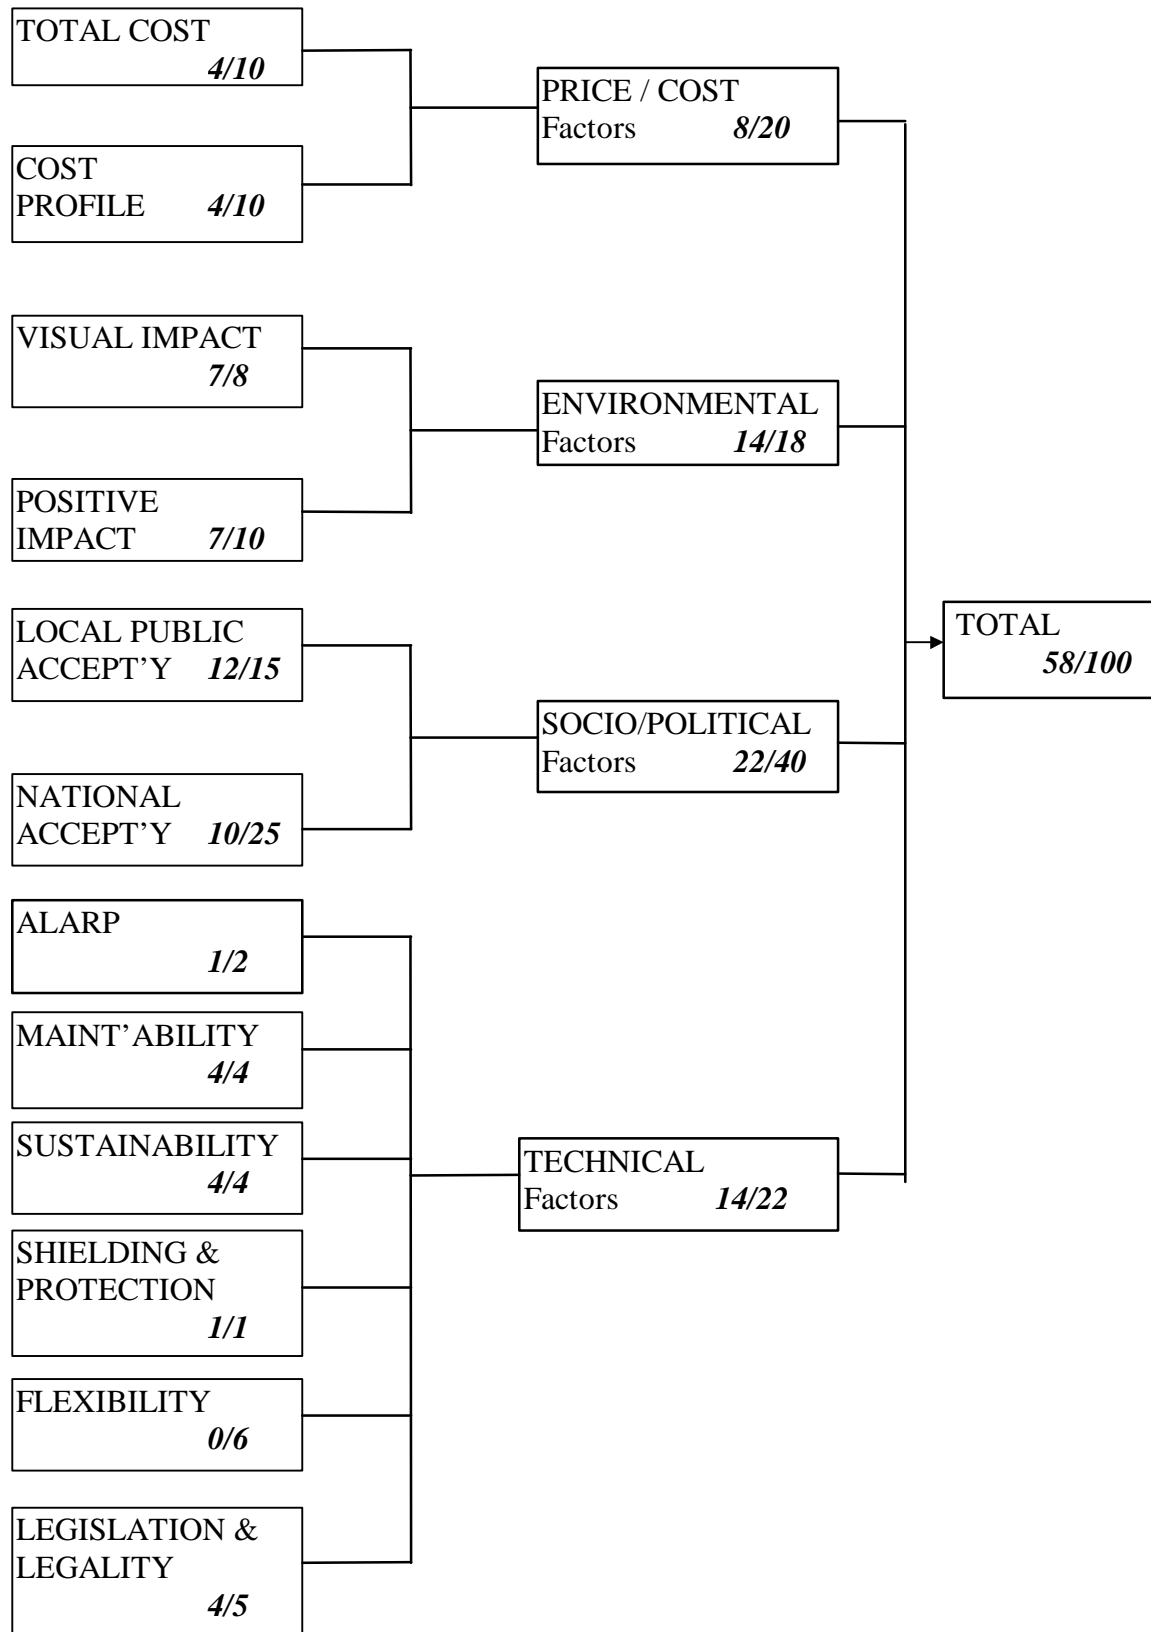 TOTAL COST
4/10
COST
PROFILE 4/10
VISUAL IMPACT
7/8
POSITIVE
IMPACT 7/10
LOCAL PUBLIC
ACCEPT’Y 12/15
NATIONAL
ACCEPT’Y 10/25
ALARP
1/2
MAINT’ABILITY
4/4
SUSTAINABILITY
4/4
SHIELDING &
PROTECTION
1/1
FLEXIBILITY
0/6
LEGISLATION &
LEGALITY
4/5
PRICE / COST
Factors 8/20
ENVIRONMENTAL
Factors 14/18
SOCIO/POLITICAL
Factors 22/40
TECHNICAL
Factors 14/22
TOTAL
58/100